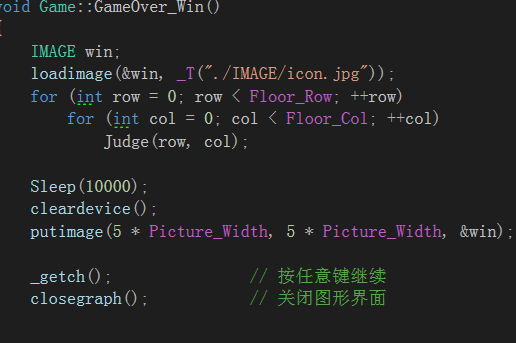 void Game::GameOver_Win()
{
IMAGE win;
loadimage(&win, _T("./IMAGE/icon.jpg"));
for (int row = 0; row < Floor_Row; ++row)
for (int col = 0; col < Floor_Col; ++col)
Judge(row, col);
Sleep(10000);
cleardevice();
putimage(5 * Picture_Width, 5 * Picture_Width, &win);
_getch(); // 按任意键继续
closegraph(); // 关闭图形界面